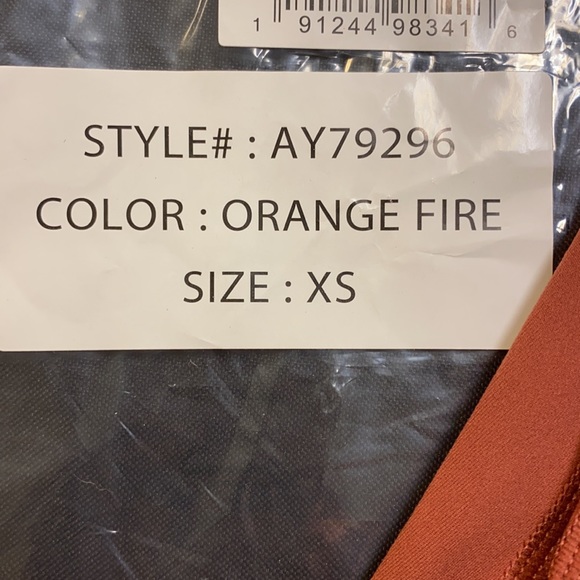 1 91244 98341 6
STYLE# : AY79296
COLOR : ORANGE FIRE
SIZE : XS